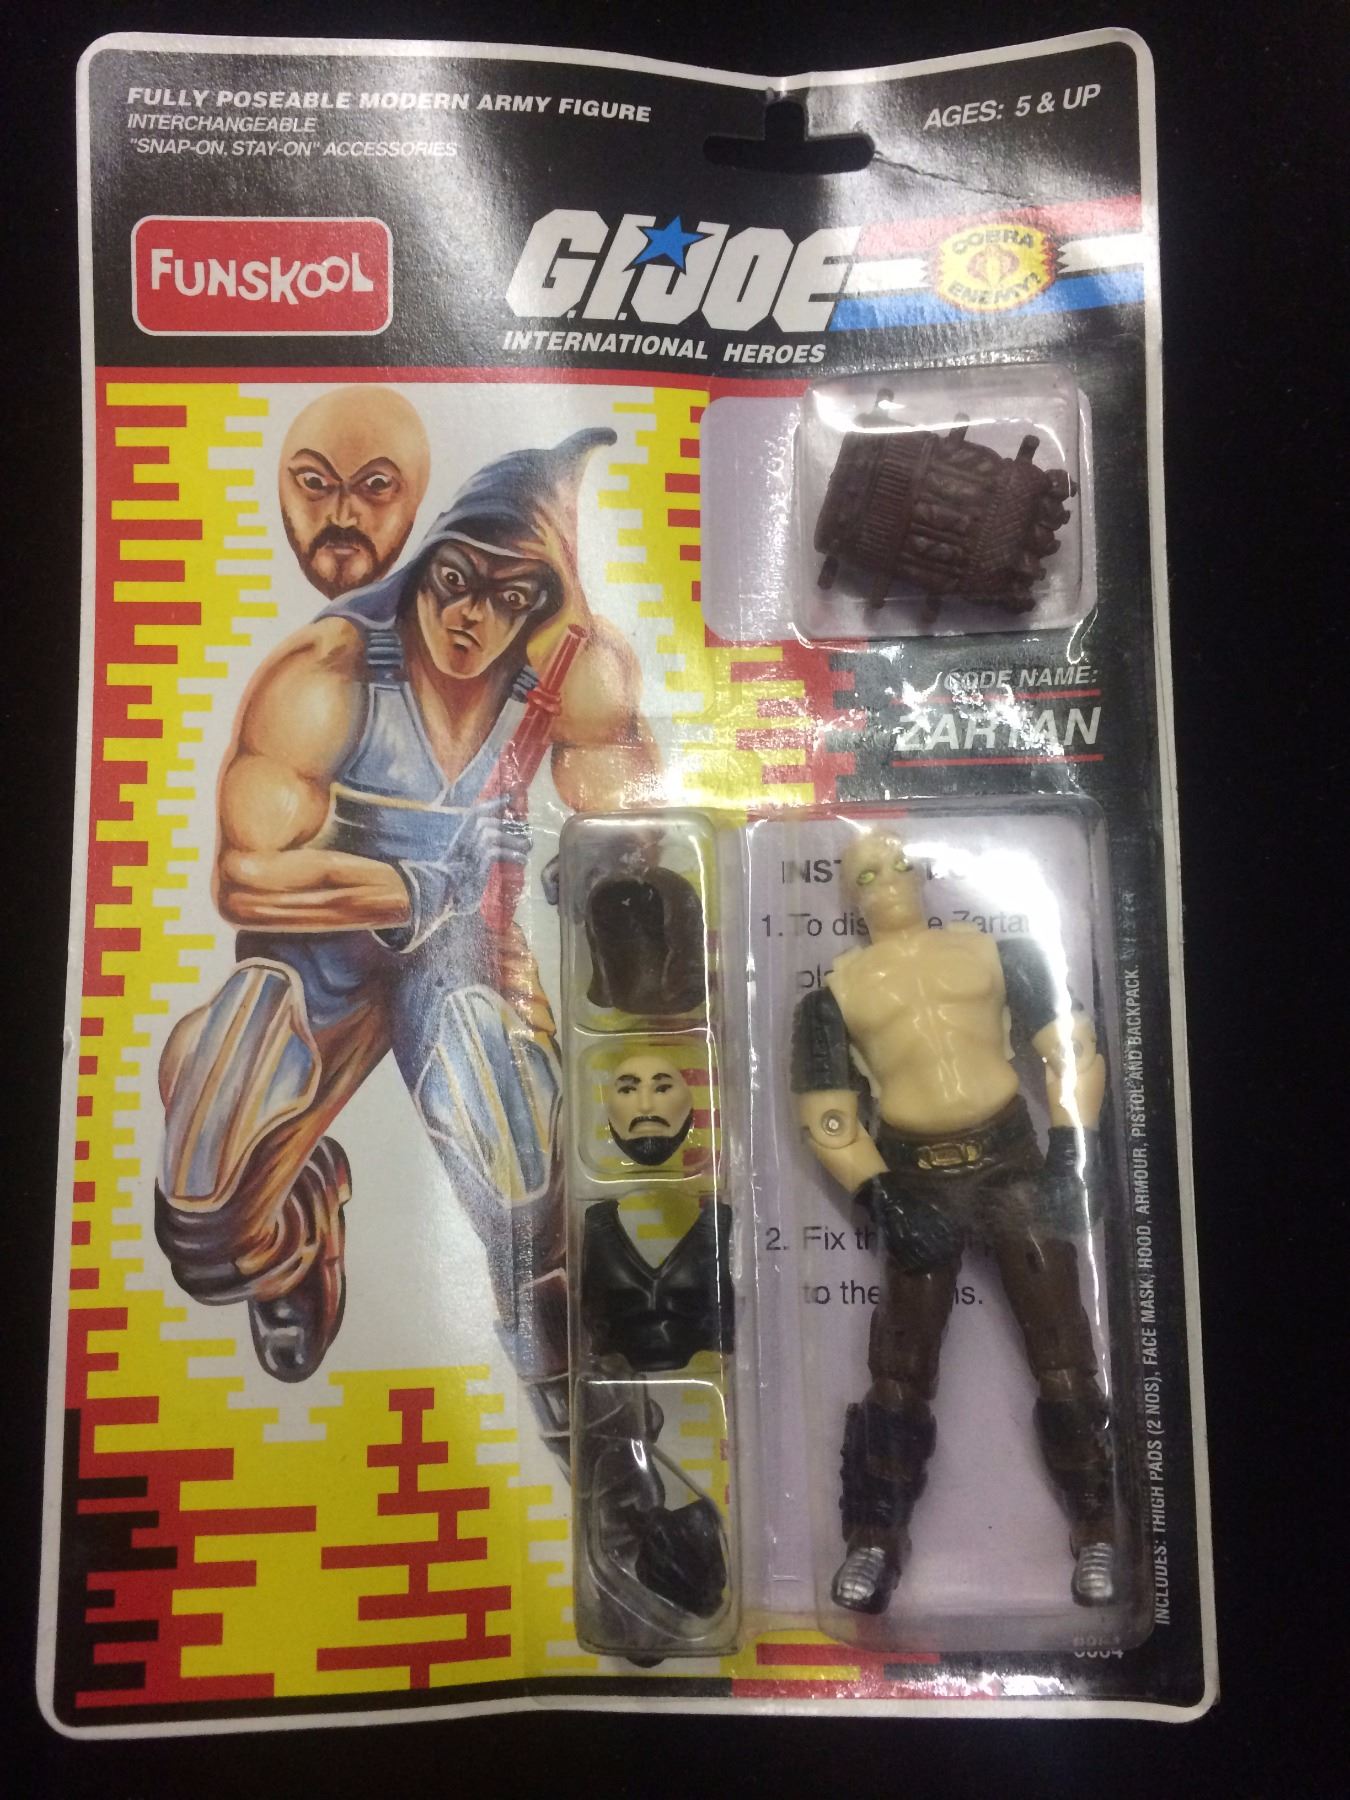 FULLY POSEABLE MODERN ARMY FIGURE
INTERCHANGEABLE
"SNAP-ON, STAY-ON" ACCESSORIES
AGES: 5 & UP
FUNSKOOL
G.I.JOE
INTERNATIONAL HEROES
COBRA
ENEMY
CODE NAME:
ZARTAN
1. To
2. Fix
to the
INCLUDES: THIGH PADS (2 NOS), FACE MASK, HOOD, ARMOUR, PISTOL AND BACKPACK.